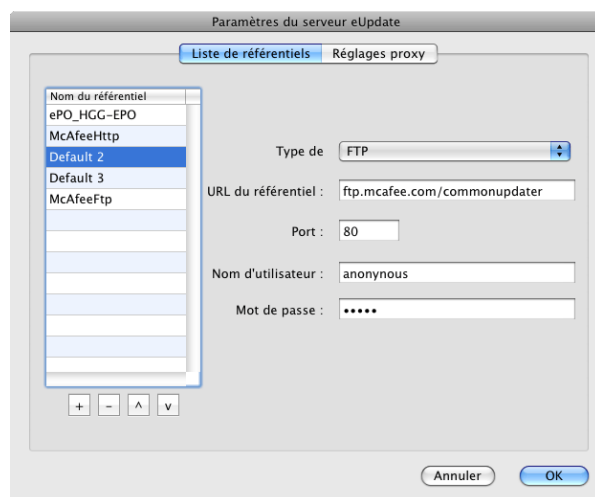 Paramètres du serveur eUpdate
Liste de référentiels Réglages proxy
Nom du référentiel
ePO_HGG-EPO
McAfeeHttp
Default 2
Default 3
McAfeeFtp
Type de FTP
URL du référentiel : ftp.mcafee.com/commonupdater
Port : 80
Nom d'utilisateur : anonynous
Mot de passe : •••••
+ - ^ v
Annuler OK